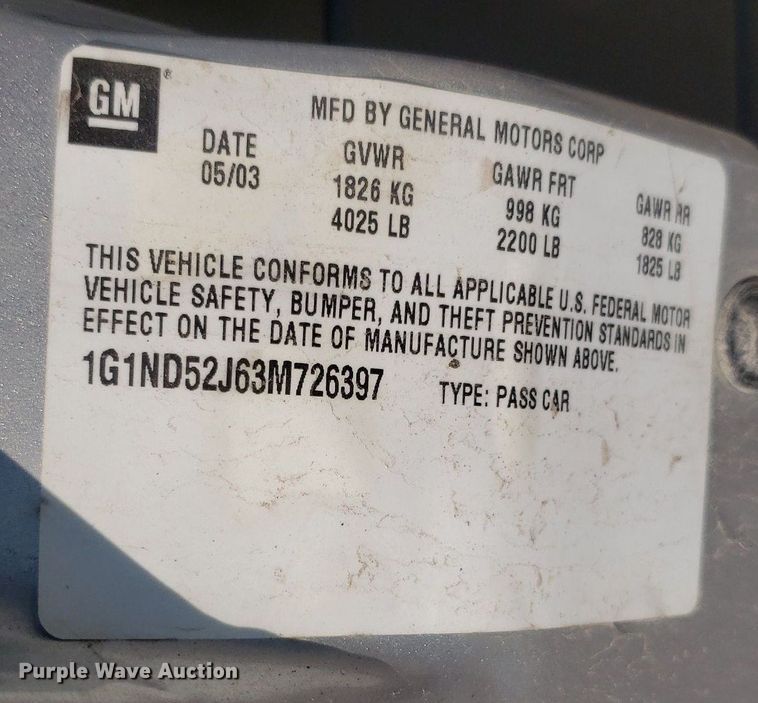 GM®
MFD BY GENERAL MOTORS CORP
DATE GVWR GAWR FRT GAWR RR
05/03 1826 KG 998 KG 828 KG
4025 LB 2200 LB 1825 LB
THIS VEHICLE CONFORMS TO ALL APPLICABLE U.S. FEDERAL MOTOR
VEHICLE SAFETY, BUMPER, AND THEFT PREVENTION STANDARDS IN
EFFECT ON THE DATE OF MANUFACTURE SHOWN ABOVE.
1G1ND52J63M726397 TYPE: PASS CAR
Purple Wave Auction